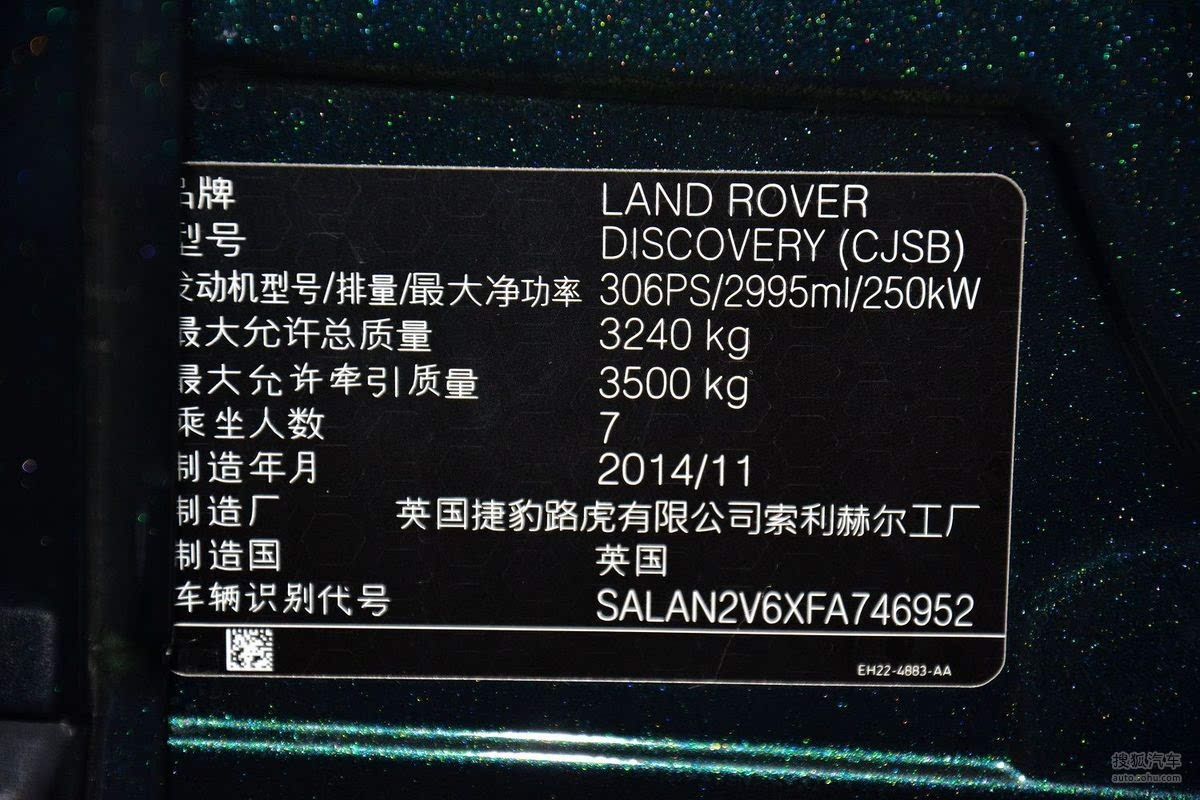 品牌 LAND ROVER
型号 DISCOVERY (CJSB)
发动机型号/排量/最大净功率 306PS/2995ml/250kW
最大允许总质量 3240 kg
最大允许牵引质量 3500 kg
乘坐人数 7
制造年月 2014/11
制造厂 英国捷豹路虎有限公司索利赫尔工厂
制造国 英国
车辆识别代号 SALAN2V6XFA746952
EH22-4883-AA
搜狐汽车
auto.sohu.com